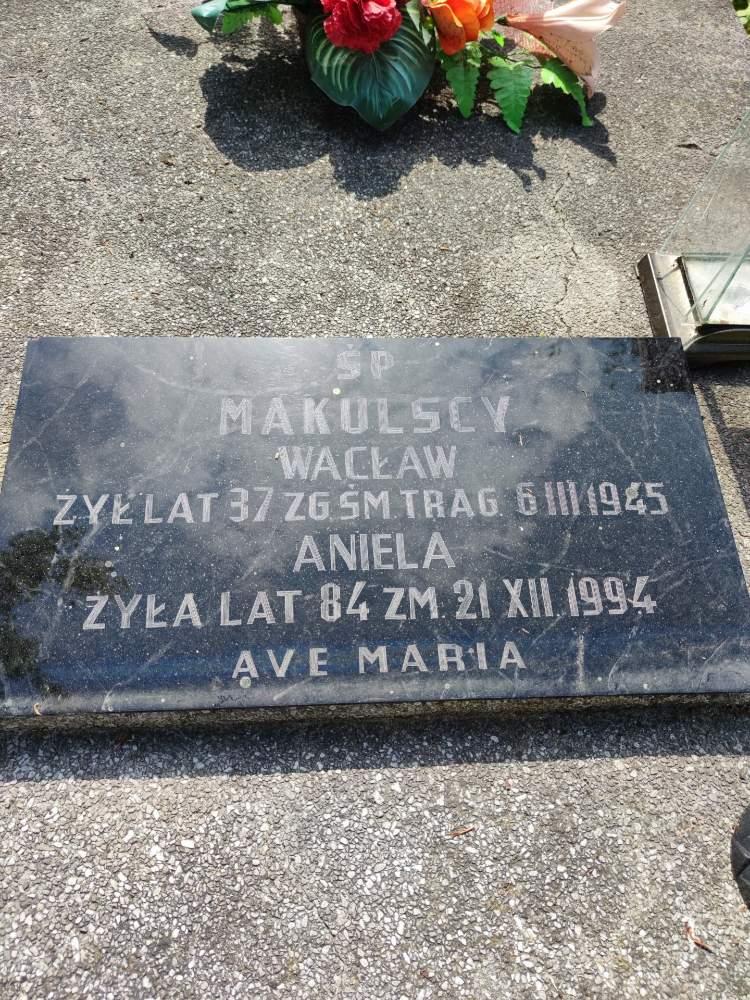 ŚP
MAKULSCY
WACŁAW
ŻYŁ LAT 37 ZG ŚM TRAG. 6 III 1945
ANIELA
ŻYŁA LAT 84 ZM. 21 XII 1994
AVE MARIA